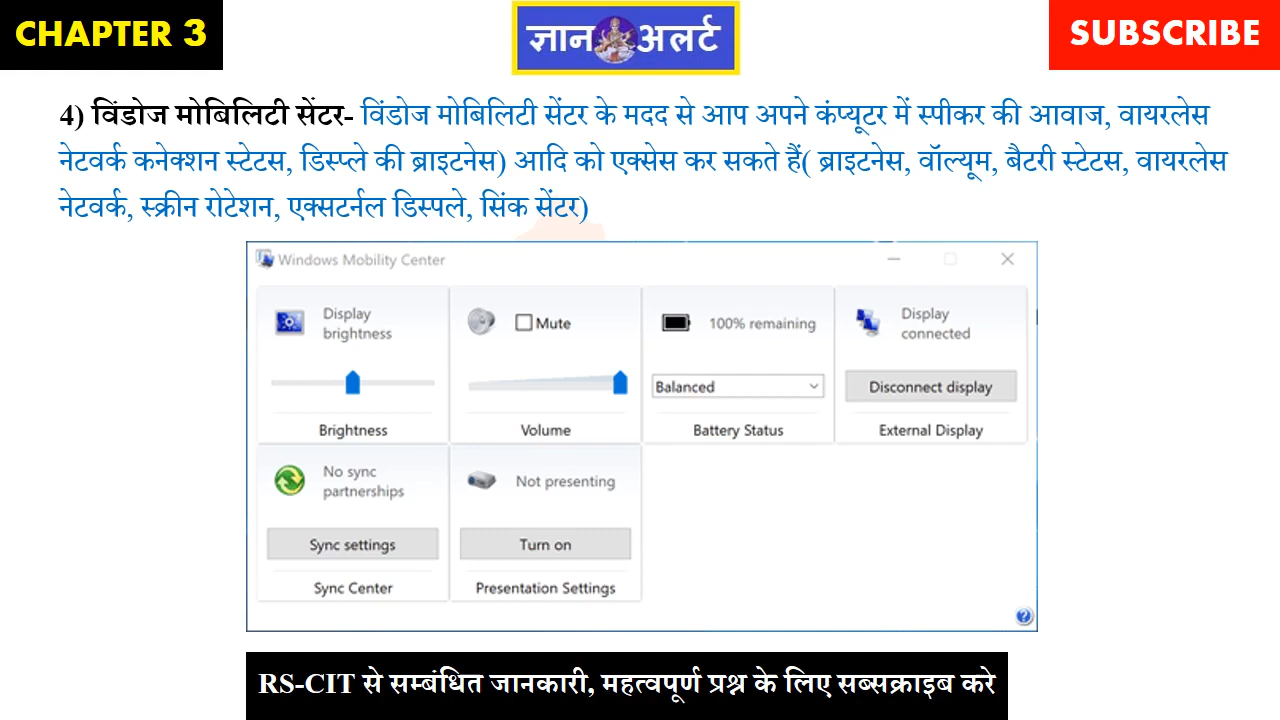 CHAPTER 3
ज्ञान अलर्ट
SUBSCRIBE
4) विंडोज मोबिलिटी सेंटर- विंडोज मोबिलिटी सेंटर के मदद से आप अपने कंप्यूटर में स्पीकर की आवाज, वायरलेस
नेटवर्क कनेक्शन स्टेटस, डिस्प्ले की ब्राइटनेस) आदि को एक्सेस कर सकते हैं( ब्राइटनेस, वॉल्यूम, बैटरी स्टेटस, वायरलेस
नेटवर्क, स्क्रीन रोटेशन, एक्सटर्नल डिस्पले, सिंक सेंटर)
Windows Mobility Center
Display
brightness
Brightness
Mute
Volume
100% remaining
Balanced
Battery Status
Display
connected
Disconnect display
External Display
No sync
partnerships
Sync settings
Sync Center
Not presenting
Turn on
Presentation Settings
RS-CIT से सम्बंधित जानकारी, महत्वपूर्ण प्रश्न के लिए सब्सक्राइब करे